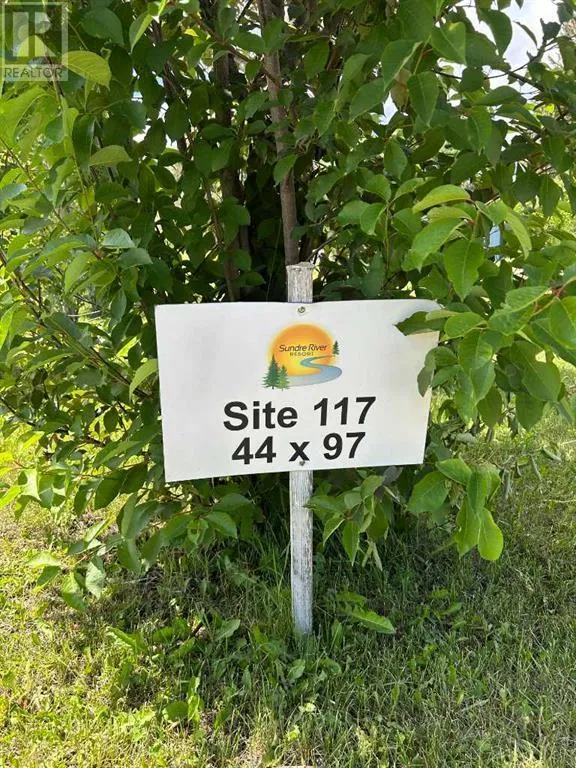 REALTOR
Sundre River
RESORT
Site 117
44 x 97